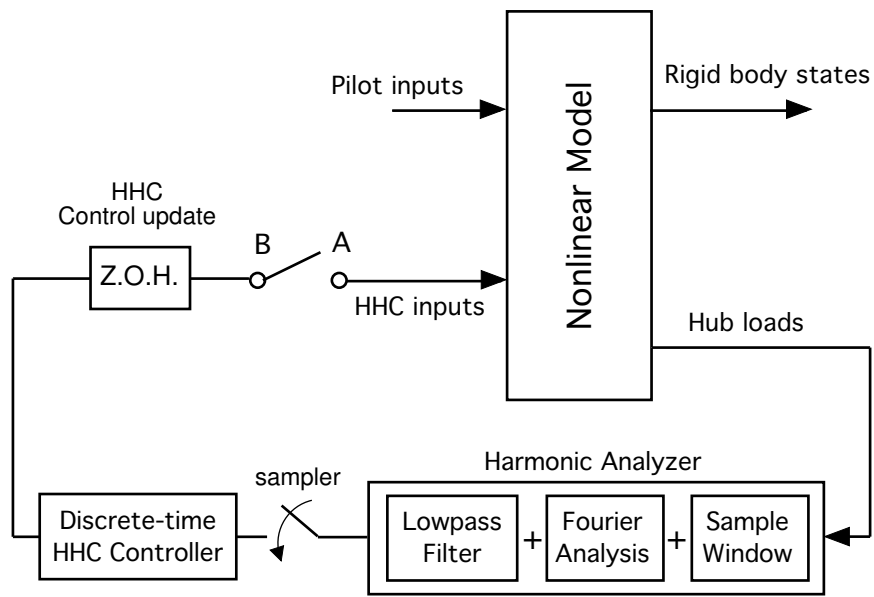 Pilot inputs
Rigid body states
Nonlinear Model
HHC
Control update
Z.O.H.
B
A
HHC inputs
Hub loads
Harmonic Analyzer
sampler
Discrete-time
HHC Controller
Lowpass
Filter
+
Fourier
Analysis
+
Sample
Window